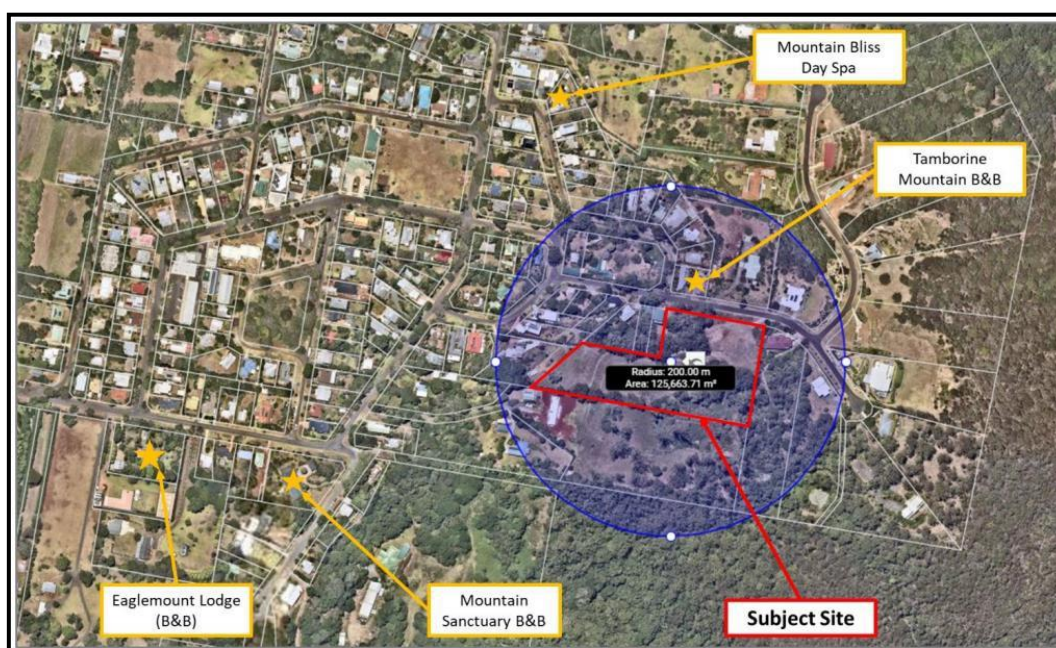 Mountain Bliss
Day Spa
Tamborine
Mountain B&B
Radius: 200.00 m
Area: 125,663.71 m²
Eaglemount Lodge
(B&B)
Mountain
Sanctuary B&B
Subject Site